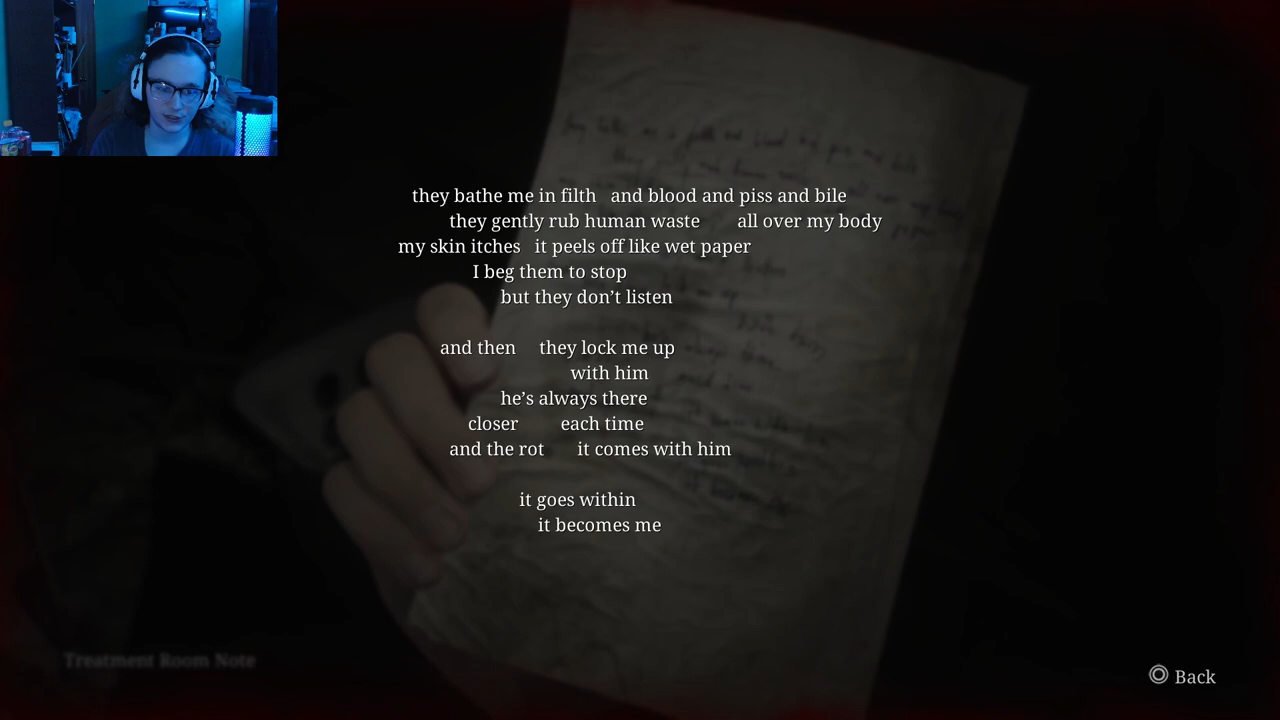 they bathe me in filth and blood and piss and bile
they gently rub human waste all over my body
my skin itches it peels off like wet paper
I beg them to stop
but they don’t listen
and then they lock me up
with him
he’s always there
closer each time
and the rot it comes with him
it goes within
it becomes me
Treatment Room Note
Back